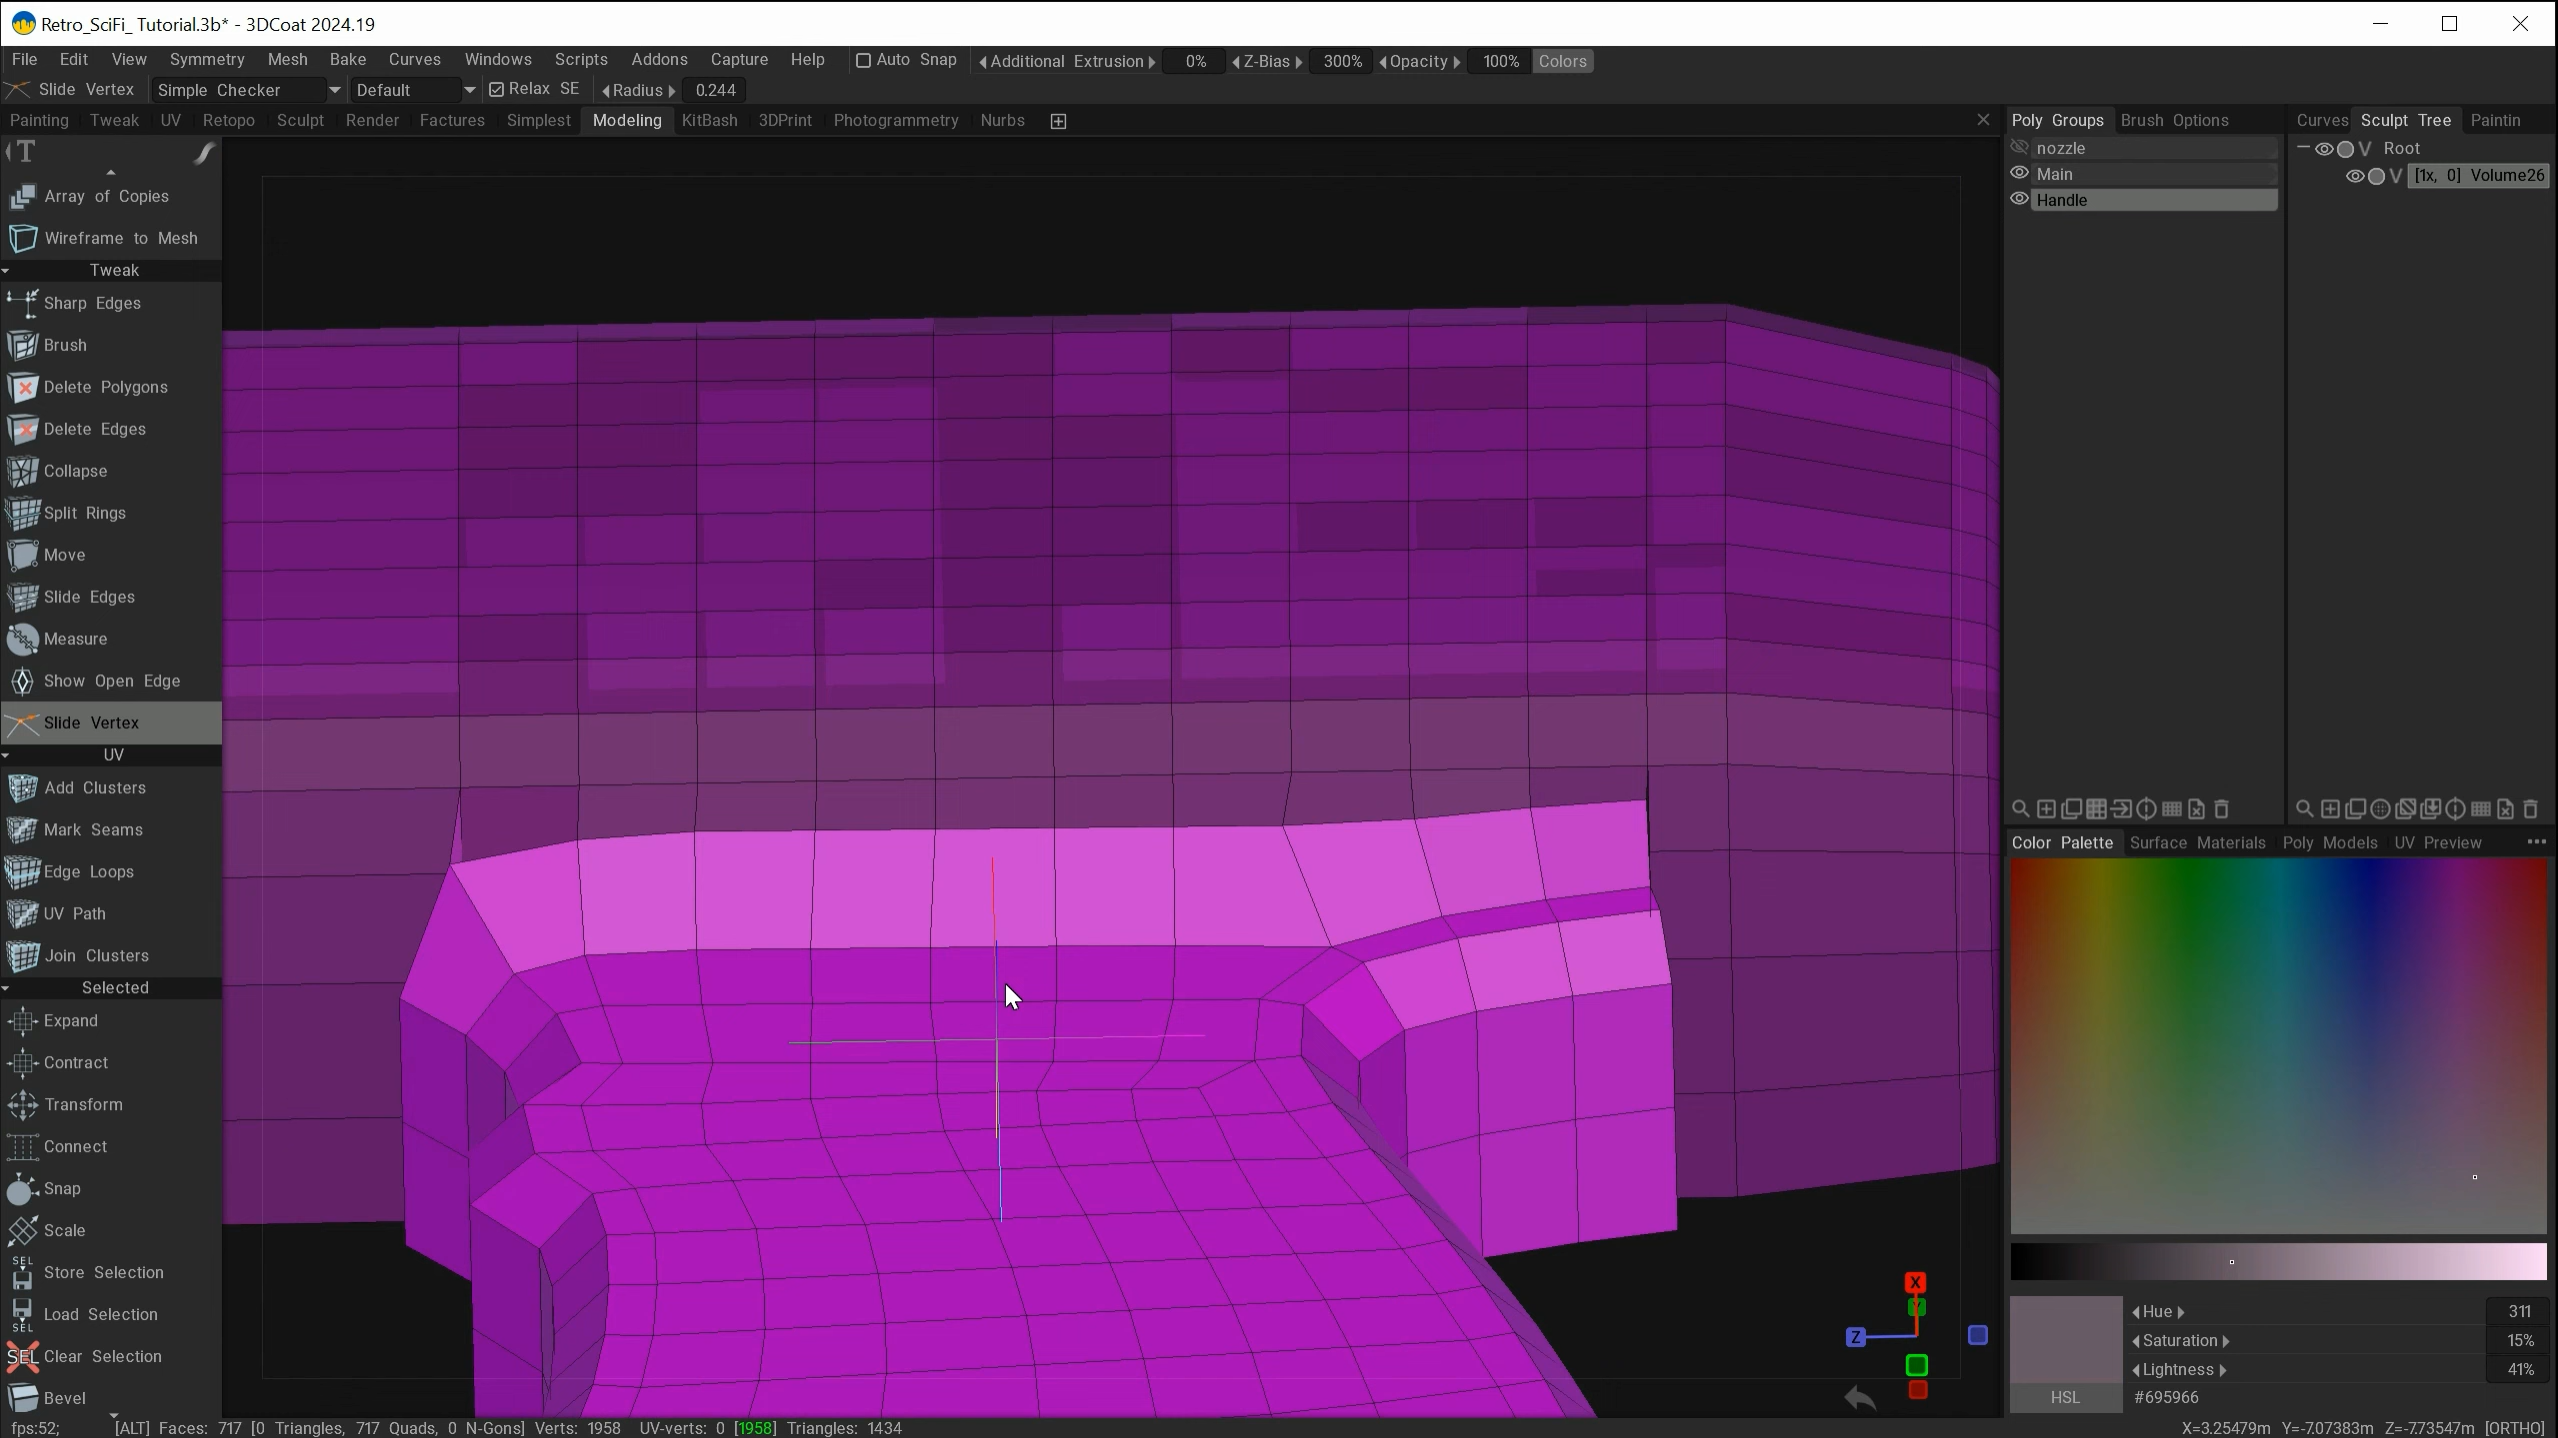 Retro_SciFi_ Tutorial.3b* - 3DCoat 2024.19
File Edit View Symmetry Mesh Bake Curves Windows Scripts Addons Capture Help Auto Snap Additional Extrusion 0% Z-Bias 300% Opacity 100% Colors
Slide Vertex Simple Checker Default Relax SE Radius 0.244
Painting Tweak UV Retopo Sculpt Render Factures Simplest Modeling KitBash 3DPrint Photogrammetry Nurbs
T
Array of Copies
Wireframe to Mesh
Tweak
Sharp Edges
Brush
Delete Polygons
Delete Edges
Collapse
Split Rings
Move
Slide Edges
Measure
Show Open Edge
Slide Vertex
UV
Add Clusters
Mark Seams
Edge Loops
UV Path
Join Clusters
Selected
Expand
Contract
Transform
Connect
Snap
Scale
SEL Store Selection
Load Selection SEL
SEL Clear Selection
Bevel
Poly Groups Brush Options
nozzle
Main
Handle
Curves Sculpt Tree Paintin
V Root
V [1x, 0] Volume26
Color Palette Surface Materials Poly Models UV Preview
Hue 311
Saturation 15%
Lightness 41%
HSL #695966
X
Y
Z
fps:52; [ALT] Faces: 717 [0 Triangles, 717 Quads, 0 N-Gons] Verts: 1958 UV-verts: 0 [1958] Triangles: 1434
X=3.25479m Y=-7.07383m Z=-773547m [ORTHO]